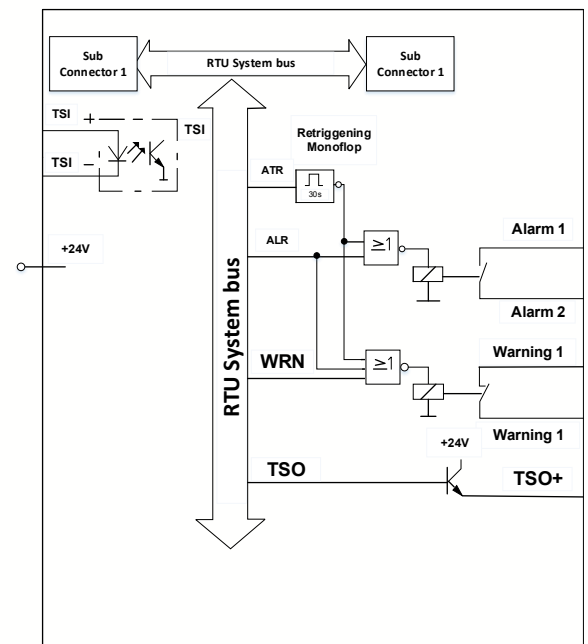 Sub
Connector 1
RTU System bus
Sub
Connector 1
TSI
+
TSI
TSI
-
Retriggening
Monoflop
ATR
30s
+24V
ALR
≥1
Alarm 1
Alarm 2
RTU System bus
WRN
≥1
Warning 1
Warning 1
+24V
TSO
TSO+